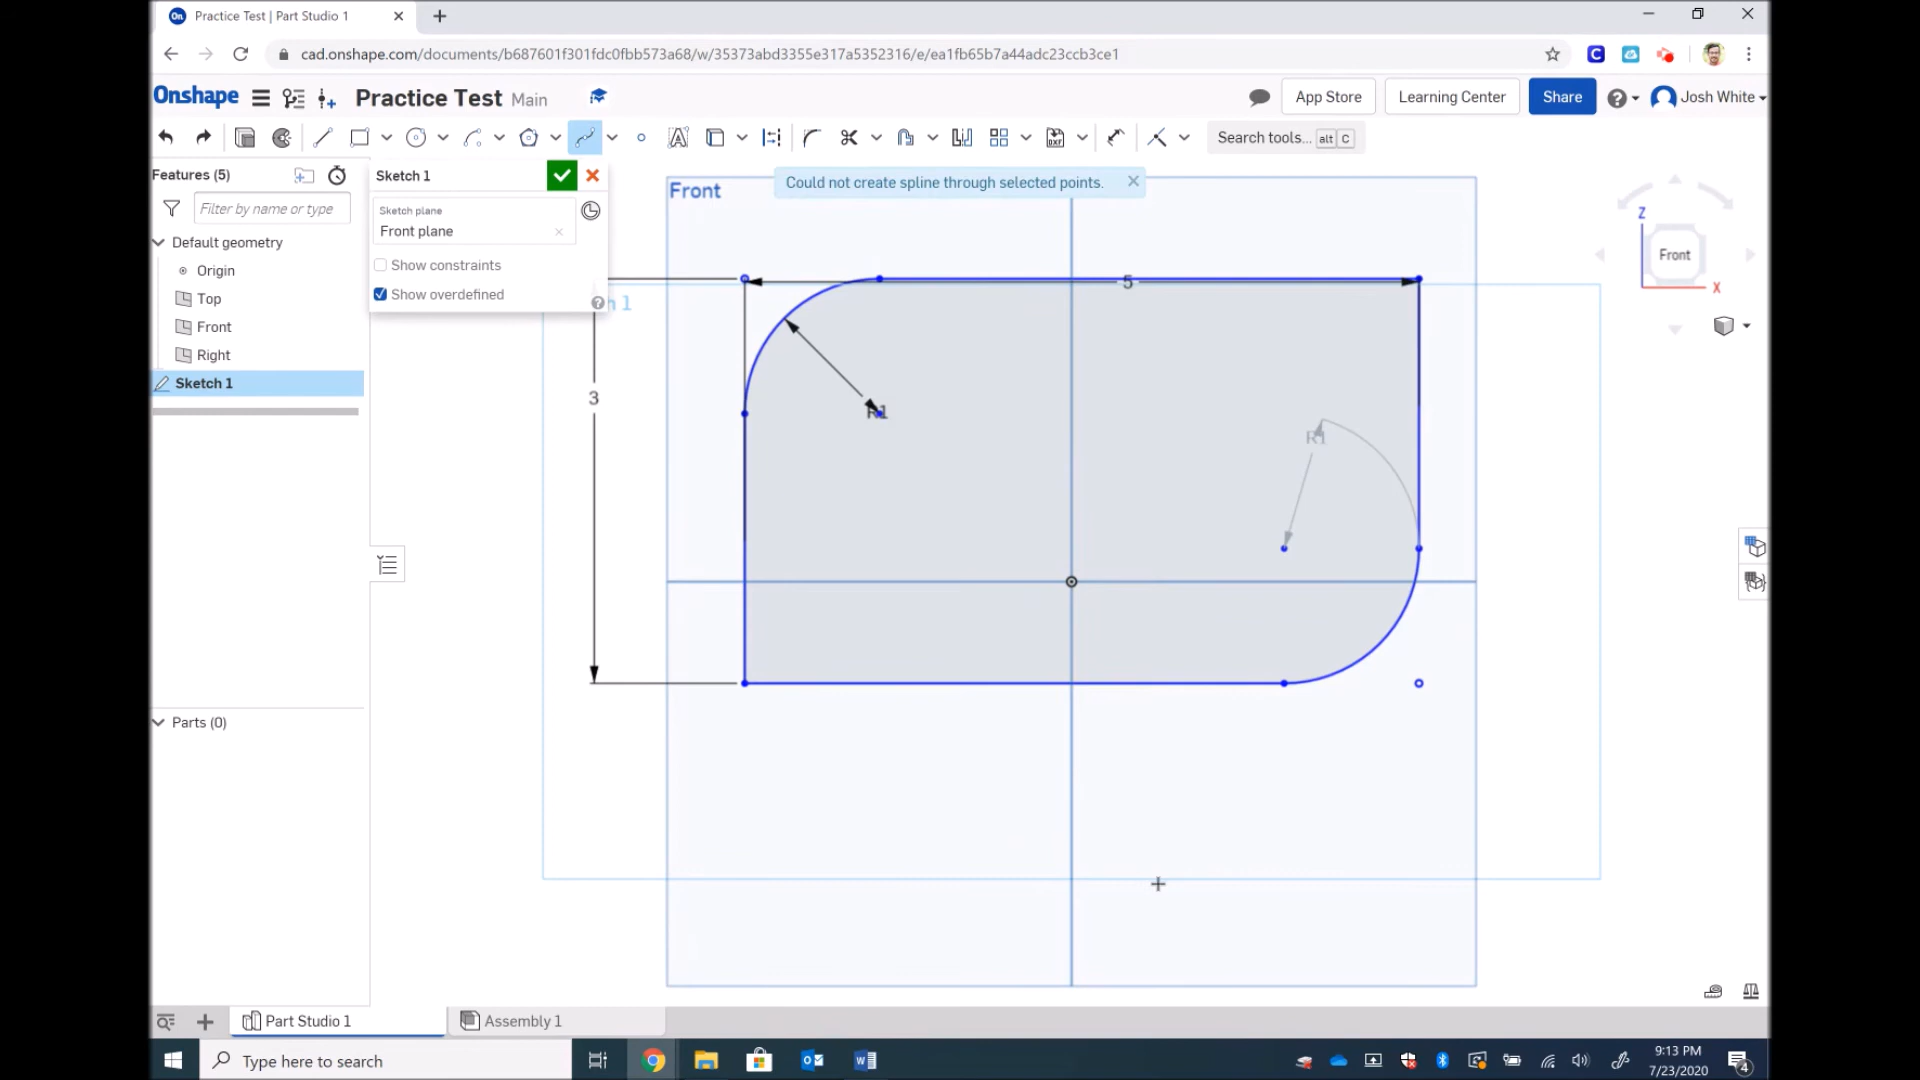 Practice Test | Part Studio 1
cad.onshape.com/documents/b687601f301fdc0fbb573a68/w/35373abd3355e317a5352316/e/ea1fb65b7a44adc23ccb3ce1
Onshape
Practice Test Main
App Store
Learning Center
Share
Josh White
Search tools... alt C
Features (5)
Filter by name or type
Default geometry
Origin
Top
Front
Right
Sketch 1
Parts (0)
Sketch 1
Sketch plane
Front plane
Show constraints
Show overdefined
Front
Could not create spline through selected points.
h 1
5
3
R1
R1
Z
Front
X
Part Studio 1
Assembly 1
Type here to search
9:13 PM
7/23/2020
4